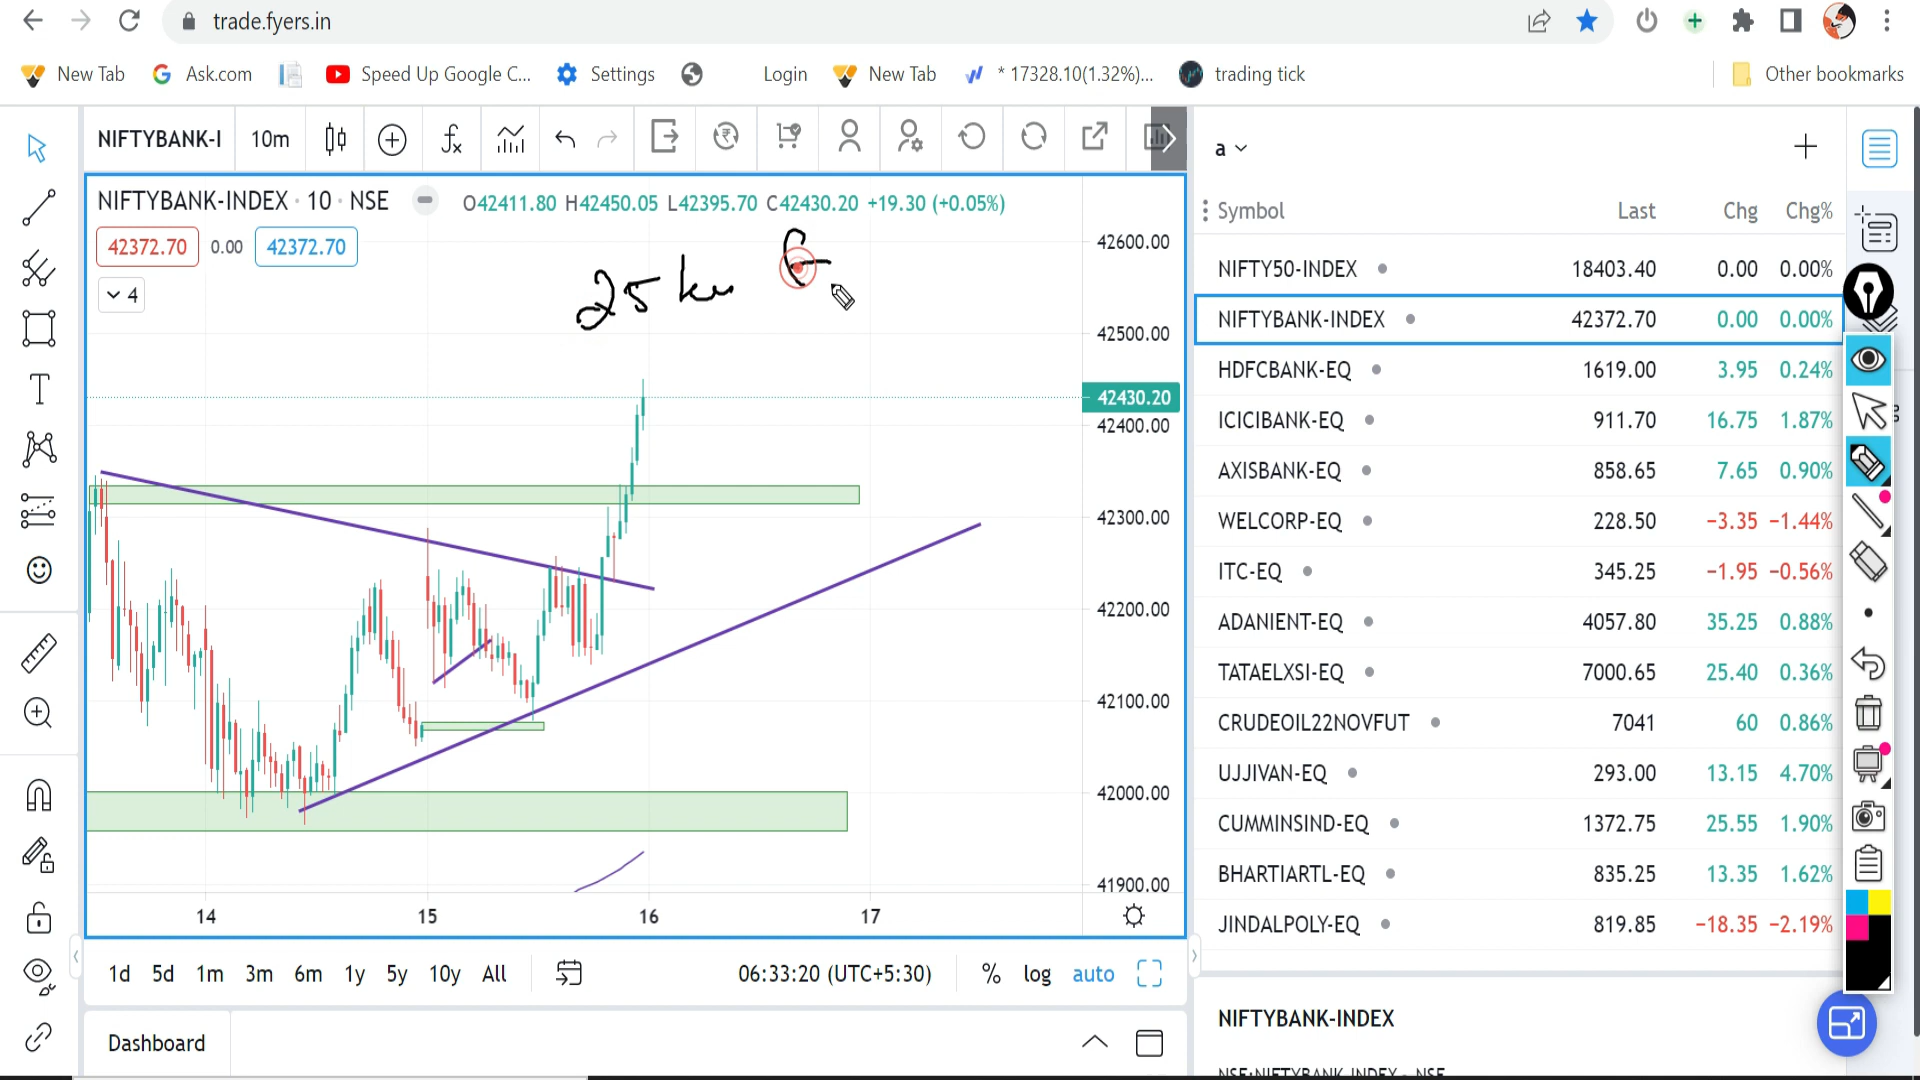 trade.fyers.in
New Tab Ask.com Speed Up Google C... Settings Login New Tab * 17328.10(1.32%)... trading tick Other bookmarks
NIFTYBANK-I 10m
NIFTYBANK-INDEX · 10 · NSE O42411.80 H42450.05 L42395.70 C42430.20 +19.30 (+0.05%)
42372.70 0.00 42372.70
4
25
42600.00
42500.00
42430.20
42400.00
42300.00
42200.00
42100.00
42000.00
41900.00
14 15 16 17
1d 5d 1m 3m 6m 1y 5y 10y All 06:33:20 (UTC+5:30) % log auto
Dashboard
a
Symbol Last Chg Chg%
NIFTY50-INDEX 18403.40 0.00 0.00%
NIFTYBANK-INDEX 42372.70 0.00 0.00%
HDFCBANK-EQ 1619.00 3.95 0.24%
ICICIBANK-EQ 911.70 16.75 1.87%
AXISBANK-EQ 858.65 7.65 0.90%
WELCORP-EQ 228.50 −3.35 −1.44%
ITC-EQ 345.25 −1.95 −0.56%
ADANIENT-EQ 4057.80 35.25 0.88%
TATAELXSI-EQ 7000.65 25.40 0.36%
CRUDEOIL22NOVFUT 7041 60 0.86%
UJJIVAN-EQ 293.00 13.15 4.70%
CUMMINSIND-EQ 1372.75 25.55 1.90%
BHARTIARTL-EQ 835.25 13.35 1.62%
JINDALPOLY-EQ 819.85 −18.35 −2.19%
NIFTYBANK-INDEX
NSE:NIFTYBANK-INDEX · NSE